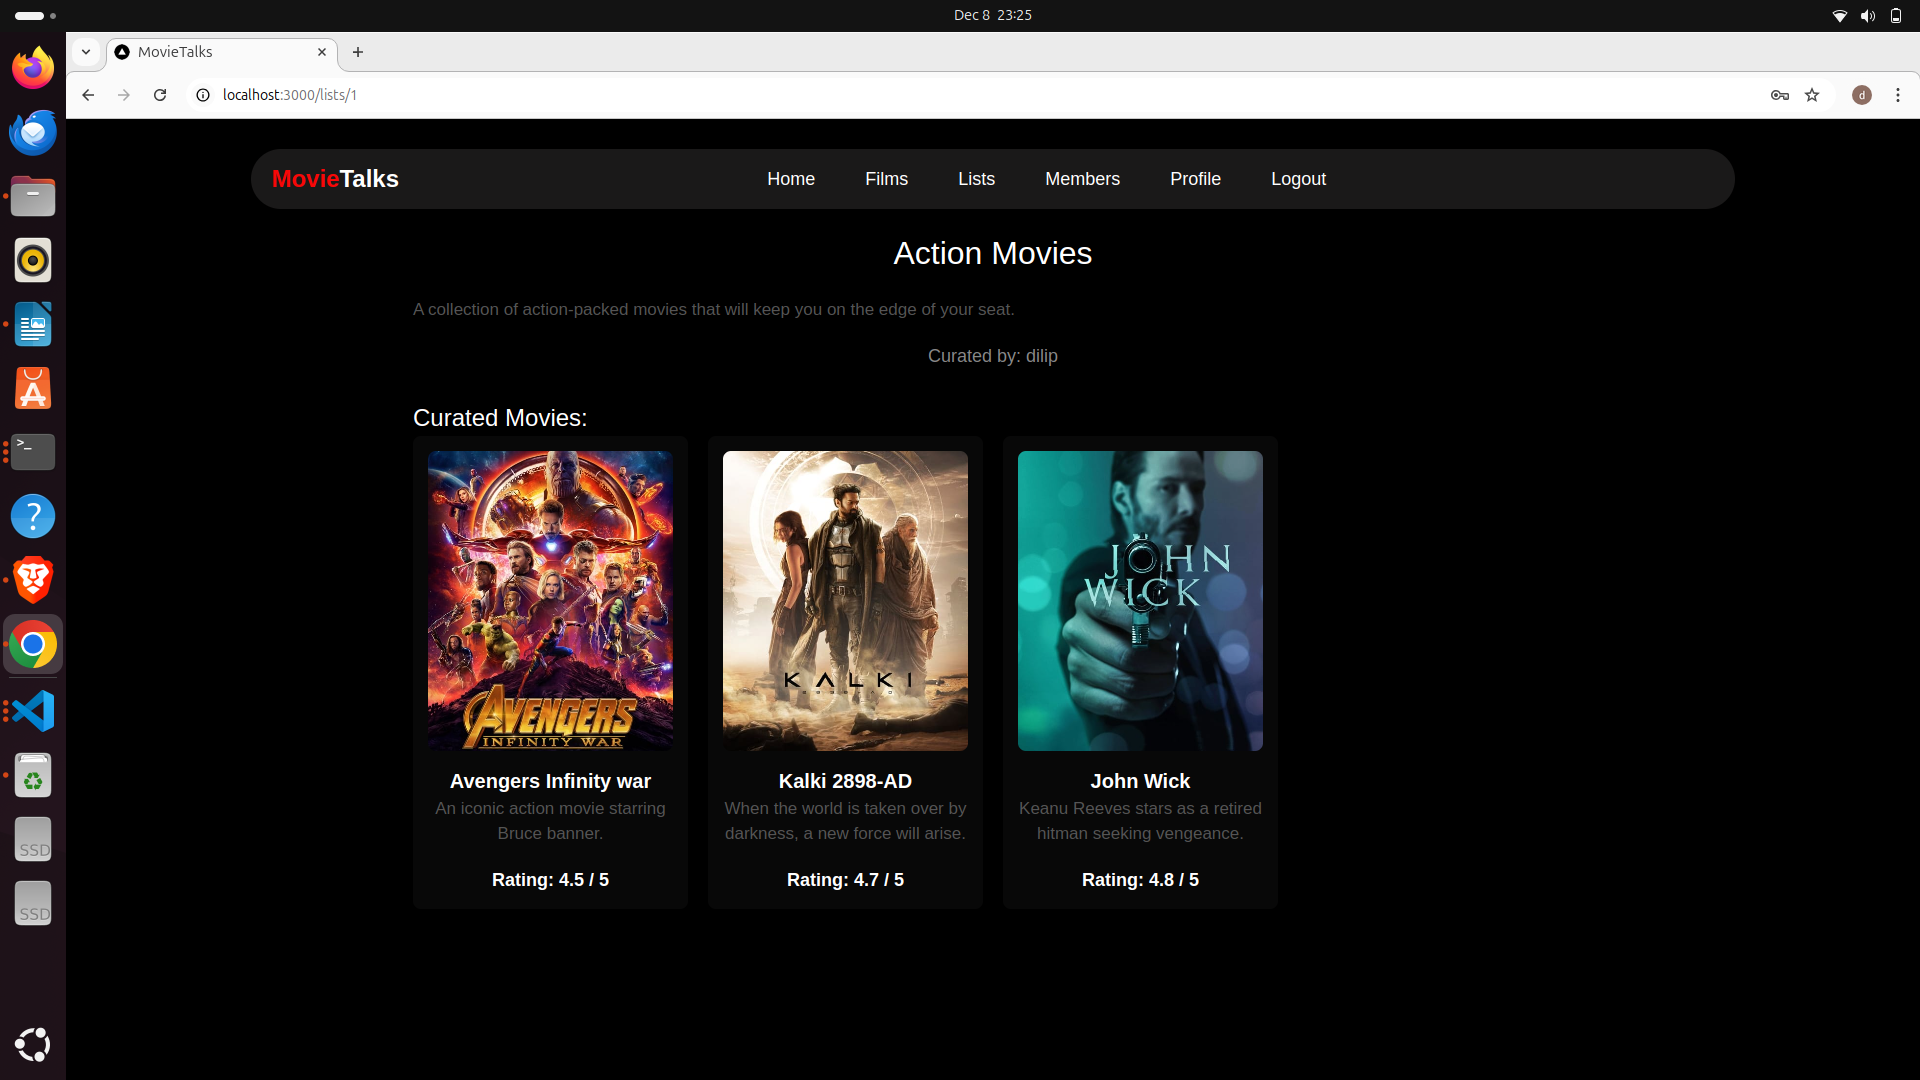 Dec 8 23:25
MovieTalks
localhost:3000/lists/1
d
MovieTalks
Home
Films
Lists
Members
Profile
Logout
Action Movies
A collection of action-packed movies that will keep you on the edge of your seat.
Curated by: dilip
Curated Movies:
AVENGERS
INFINITY WAR
KALKI
JOHN
WICK
Avengers Infinity war
An iconic action movie starring
Bruce banner.
Rating: 4.5 / 5
Kalki 2898-AD
When the world is taken over by
darkness, a new force will arise.
Rating: 4.7 / 5
John Wick
Keanu Reeves stars as a retired
hitman seeking vengeance.
Rating: 4.8 / 5
>_
?
SSD
SSD